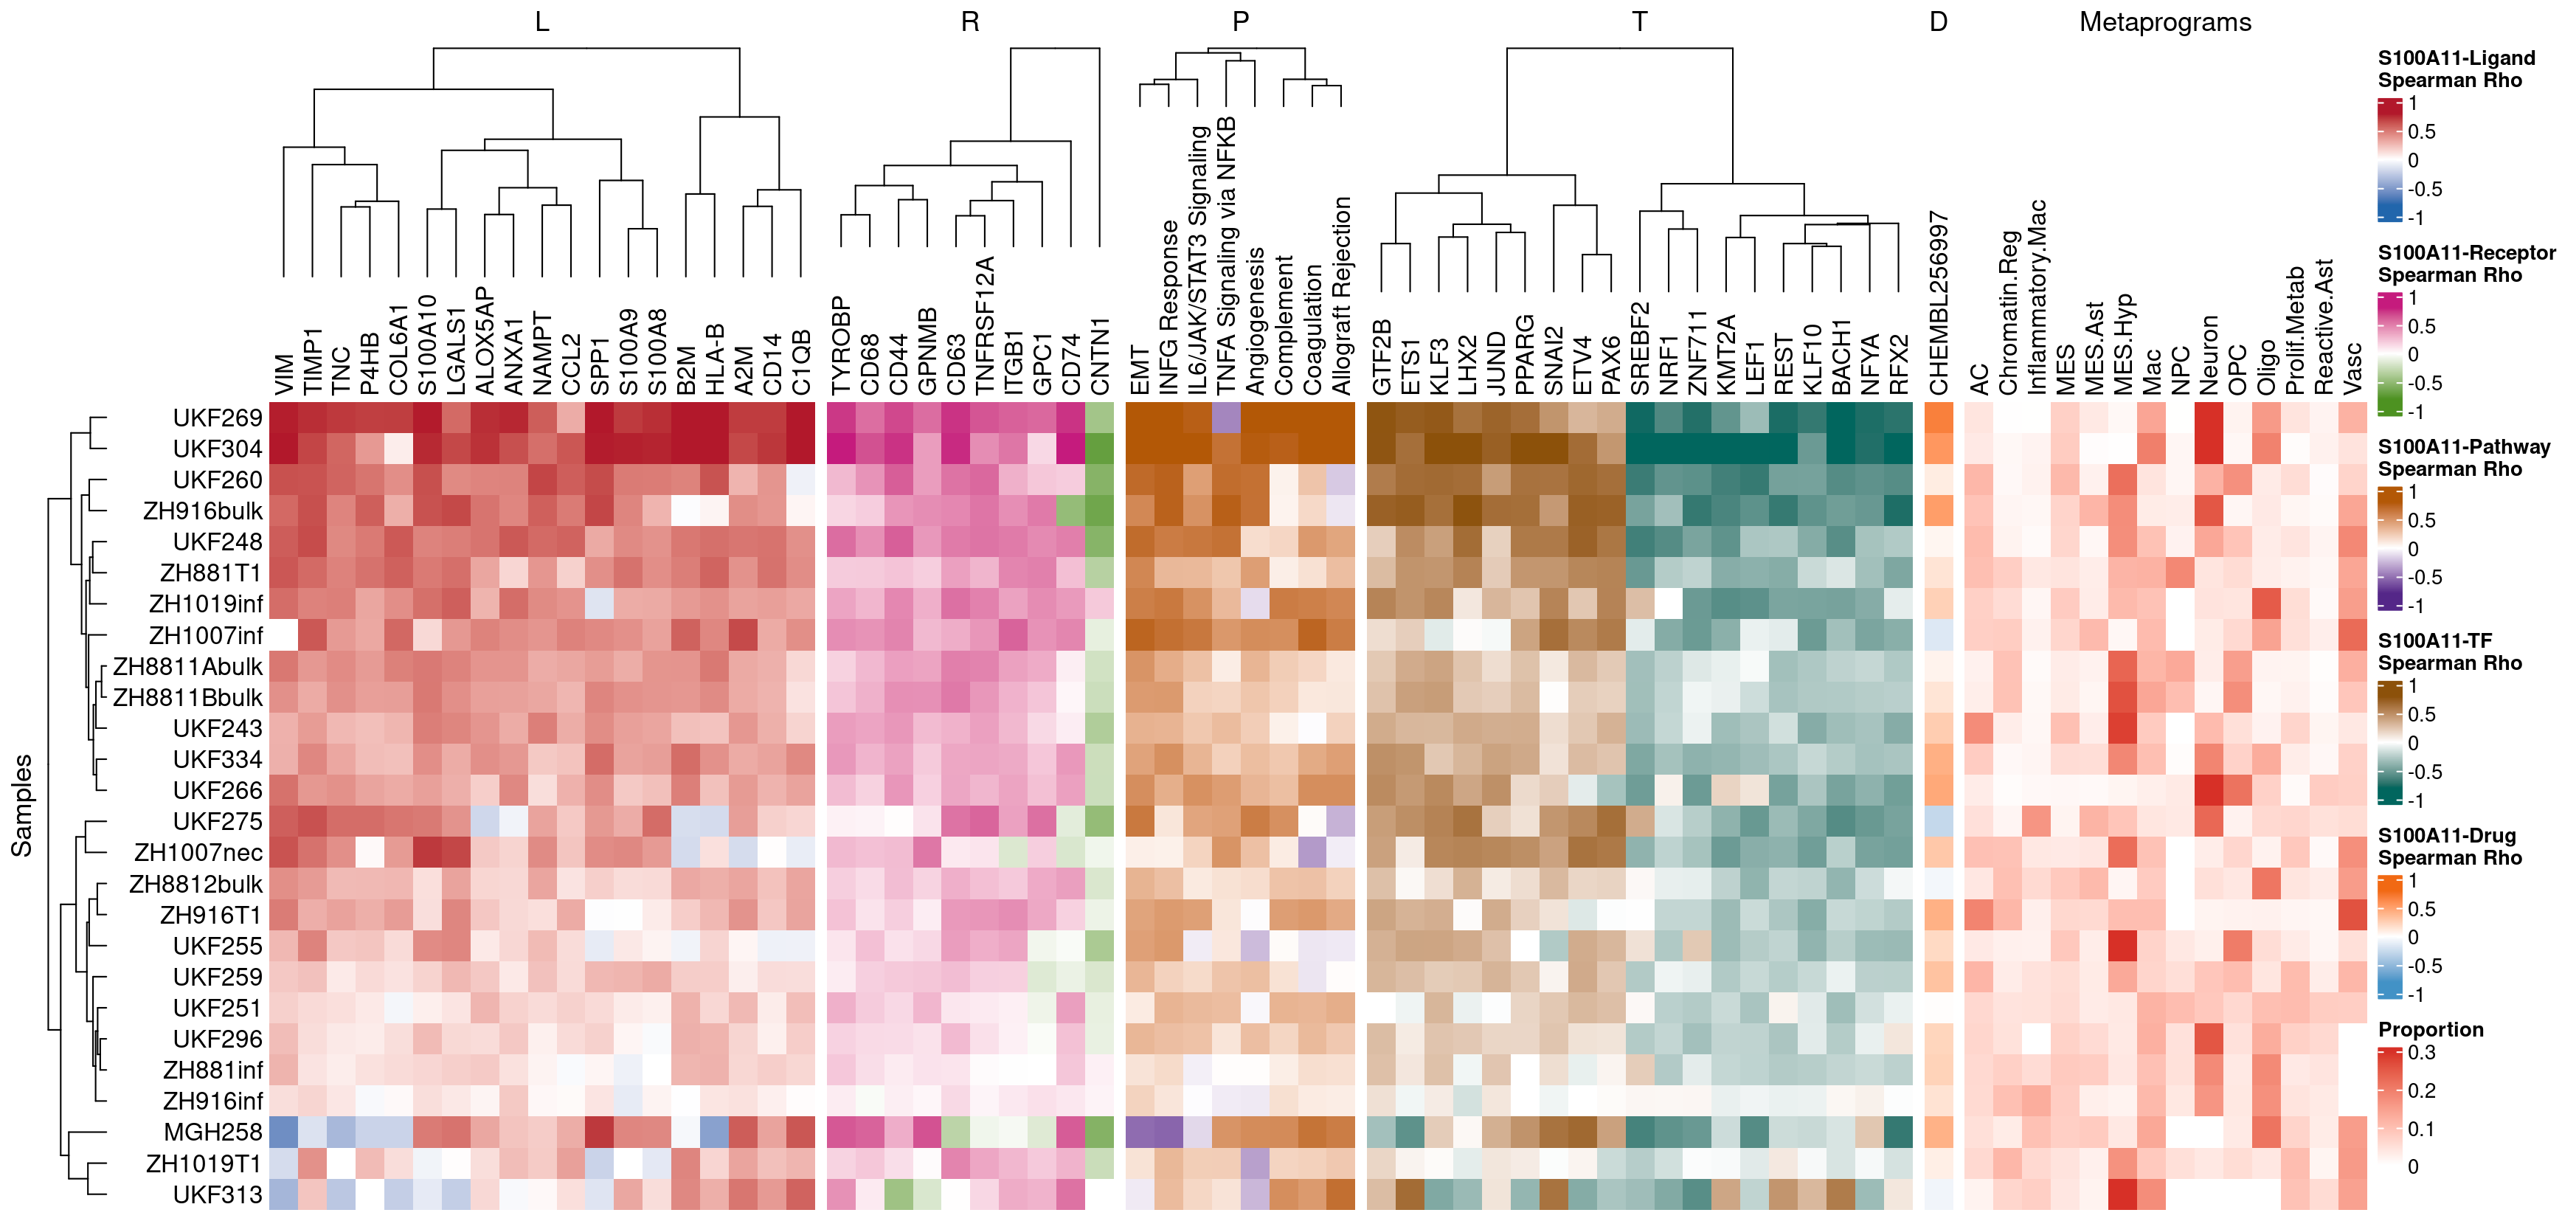 L R P T D Metaprograms
VIM
TIMP1
TNC
P4HB
COL6A1
S100A10
LGALS1
ALOX5AP
ANXA1
NAMPT
CCL2
SPP1
S100A9
S100A8
B2M
HLA-B
A2M
CD14
C1QB
TYROBP
CD68
CD44
GPNMB
CD63
TNFRSF12A
ITGB1
GPC1
CD74
CNTN1
EMT
INFG Response
IL6/JAK/STAT3 Signaling
TNFA Signaling via NFKB
Angiogenesis
Complement
Coagulation
Alograft Rejection
GTF2B
ETS1
KLF3
LHX2
JUND
PPARG
SNAI2
ETV4
PAX6
SREBF2
NRF1
ZNF711
KMT2A
LEF1
REST
KLF10
BACH1
NFYA
RFX2
CHEMBL256997
AC
Chromatin.Reg
Inflammatory.Mac
MES
MES.Ast
MES.Hyp
Mac
NPC
Neuron
OPC
Oligo
Prolif.Metab
Reactive.Ast
Vasc
Samples
UKF269
UKF304
UKF260
ZH916bulk
UKF248
ZH881T1
ZH1019inf
ZH1007inf
ZH8811Abulk
ZH8811Bbulk
UKF243
UKF334
UKF266
UKF275
ZH1007nec
ZH8812bulk
ZH916T1
UKF255
UKF259
UKF251
UKF296
ZH881inf
ZH916inf
MGH258
ZH1019T1
UKF313
S100A11-Ligand
Spearman Rho
1
0.5
0
-0.5
-1
S100A11-Receptor
Spearman Rho
1
0.5
0
-0.5
-1
S100A11-Pathway
Spearman Rho
1
0.5
0
-0.5
-1
S100A11-TF
Spearman Rho
1
0.5
0
-0.5
-1
S100A11-Drug
Spearman Rho
1
0.5
0
-0.5
-1
Proportion
0.3
0.2
0.1
0